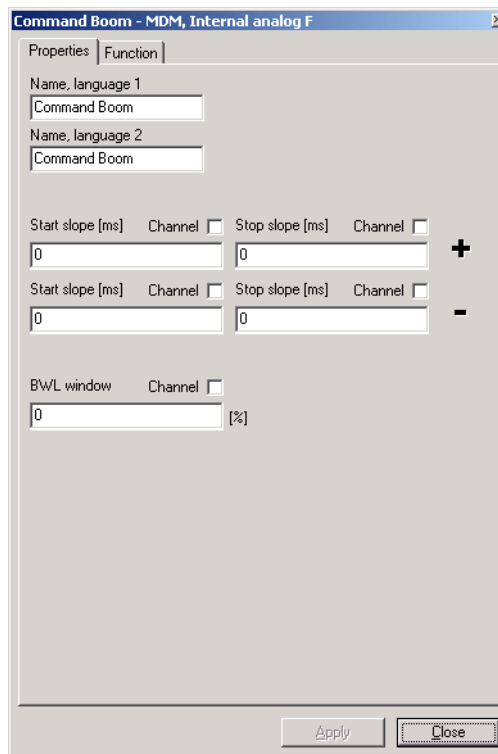 Command Boom - MDM, Internal analog F
Properties Function
Name, language 1
Command Boom
Name, language 2
Command Boom
Start slope [ms] Channel Stop slope [ms] Channel
0 0 +
Start slope [ms] Channel Stop slope [ms] Channel
0 0 -
BWL window Channel
0 [%]
Apply Close